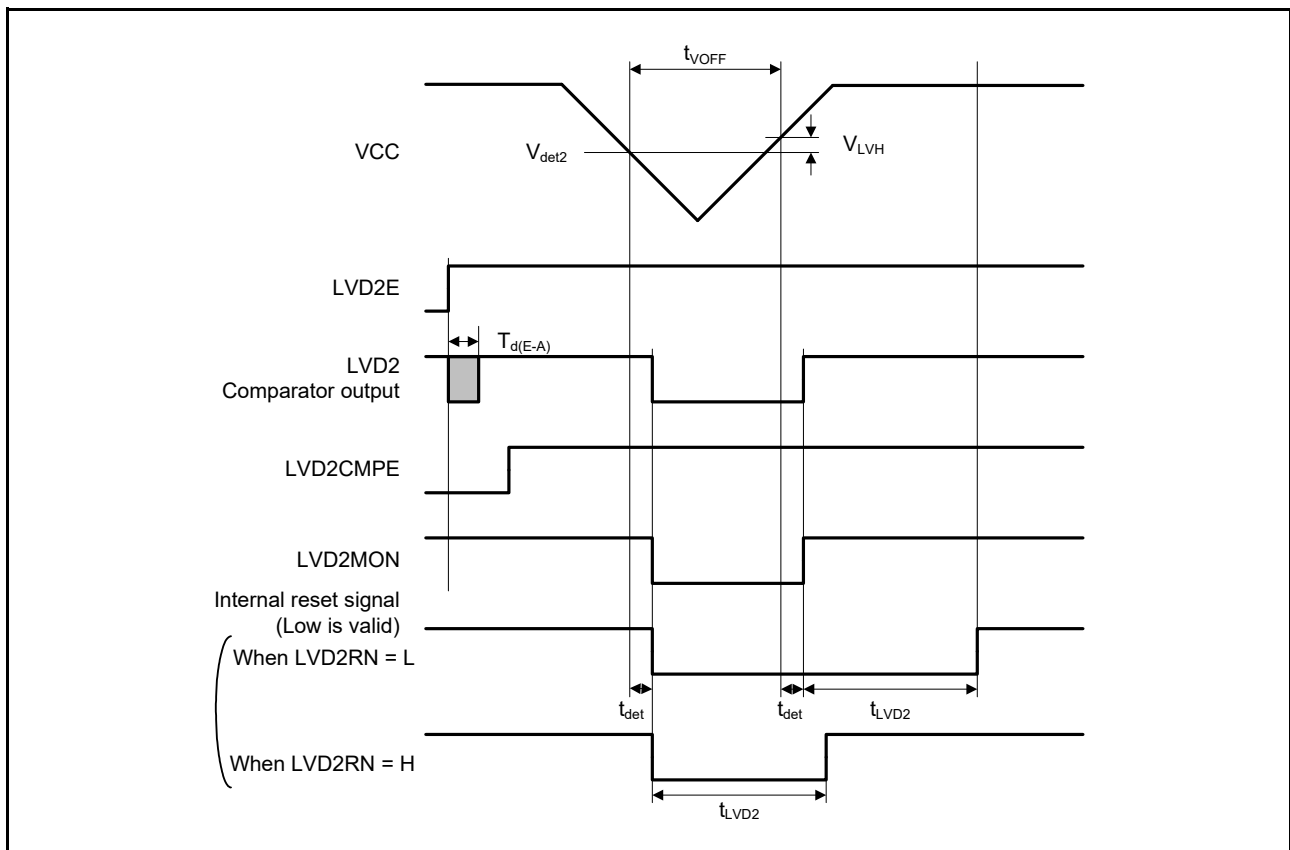 tVOFF
VCC
Vdet2
VLVH
LVD2E
Td(E-A)
LVD2
Comparator output
LVD2CMPE
LVD2MON
Internal reset signal
(Low is valid)
When LVD2RN = L
tdet
tdet
tLVD2
When LVD2RN = H
tLVD2